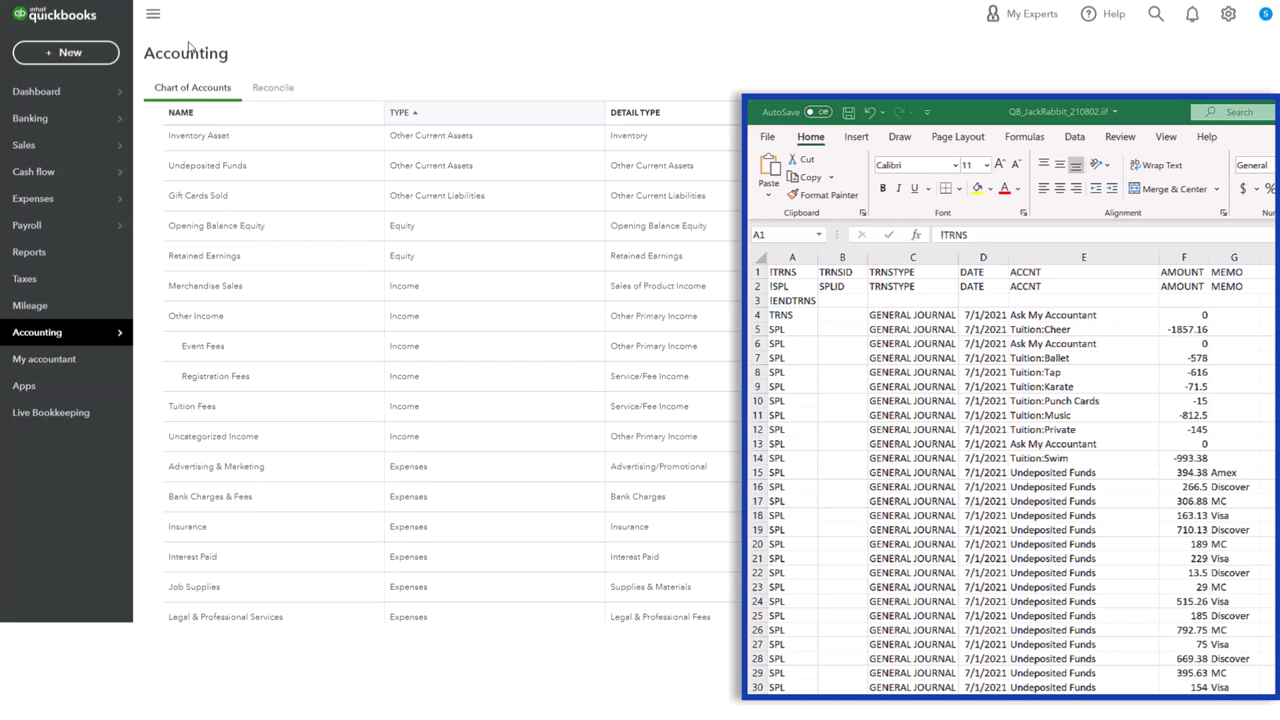 intuit
quickbooks
My Experts Help S
+ New
Accounting
Dashboard
Banking
Sales
Cash flow
Expenses
Payroll
Reports
Taxes
Mileage
Accounting
My accountant
Apps
Live Bookkeeping
Chart of Accounts Reconcile
NAME TYPE DETAIL TYPE
Inventory Asset Other Current Assets Inventory
Undeposited Funds Other Current Assets Other Current Assets
Gift Cards Sold Other Current Liabilities Other Current Liabilities
Opening Balance Equity Equity Opening Balance Equity
Retained Earnings Equity Retained Earnings
Merchandise Sales Income Sales of Product Income
Other Income Income Other Primary Income
Event Fees Income Other Primary Income
Registration Fees Income Service/Fee Income
Tuition Fees Income Service/Fee Income
Uncategorized Income Income Other Primary Income
Advertising & Marketing Expenses Advertising/Promotional
Bank Charges & Fees Expenses Bank Charges
Insurance Expenses Insurance
Interest Paid Expenses Interest Paid
Job Supplies Expenses Supplies & Materials
Legal & Professional Services Expenses Legal & Professional Fees
AutoSave Off QB_JackRabbit_210802.iif Search
File Home Insert Draw Page Layout Formulas Data Review View Help
Paste Cut Copy Format Painter
Calibri 11
B I U A
Wrap Text
Merge & Center
General
$ %
Clipboard Font Alignment Nur
A1 fx !TRNS
A B C D E F G
1 !TRNS TRNSID TRNSTYPE DATE ACCNT AMOUNT MEMO
2 !SPL SPLID TRNSTYPE DATE ACCNT AMOUNT MEMO
3 !ENDTRNS
4 TRNS GENERAL JOURNAL 7/1/2021 Ask My Accountant 0
5 SPL GENERAL JOURNAL 7/1/2021 Tuition:Cheer -1857.16
6 SPL GENERAL JOURNAL 7/1/2021 Ask My Accountant 0
7 SPL GENERAL JOURNAL 7/1/2021 Tuition:Ballet -578
8 SPL GENERAL JOURNAL 7/1/2021 Tuition:Tap -616
9 SPL GENERAL JOURNAL 7/1/2021 Tuition:Karate -71.5
10 SPL GENERAL JOURNAL 7/1/2021 Tuition:Punch Cards -15
11 SPL GENERAL JOURNAL 7/1/2021 Tuition:Music -812.5
12 SPL GENERAL JOURNAL 7/1/2021 Tuition:Private -145
13 SPL GENERAL JOURNAL 7/1/2021 Ask My Accountant 0
14 SPL GENERAL JOURNAL 7/1/2021 Tuition:Swim -993.38
15 SPL GENERAL JOURNAL 7/1/2021 Undeposited Funds 394.38 Amex
16 SPL GENERAL JOURNAL 7/1/2021 Undeposited Funds 266.5 Discover
17 SPL GENERAL JOURNAL 7/1/2021 Undeposited Funds 306.88 MC
18 SPL GENERAL JOURNAL 7/1/2021 Undeposited Funds 163.13 Visa
19 SPL GENERAL JOURNAL 7/1/2021 Undeposited Funds 710.13 Discover
20 SPL GENERAL JOURNAL 7/1/2021 Undeposited Funds 189 MC
21 SPL GENERAL JOURNAL 7/1/2021 Undeposited Funds 229 Visa
22 SPL GENERAL JOURNAL 7/1/2021 Undeposited Funds 13.5 Discover
23 SPL GENERAL JOURNAL 7/1/2021 Undeposited Funds 29 MC
24 SPL GENERAL JOURNAL 7/1/2021 Undeposited Funds 515.26 Visa
25 SPL GENERAL JOURNAL 7/1/2021 Undeposited Funds 185 Discover
26 SPL GENERAL JOURNAL 7/1/2021 Undeposited Funds 792.75 MC
27 SPL GENERAL JOURNAL 7/1/2021 Undeposited Funds 75 Visa
28 SPL GENERAL JOURNAL 7/1/2021 Undeposited Funds 669.38 Discover
29 SPL GENERAL JOURNAL 7/1/2021 Undeposited Funds 395.63 MC
30 SPL GENERAL JOURNAL 7/1/2021 Undeposited Funds 154 Visa